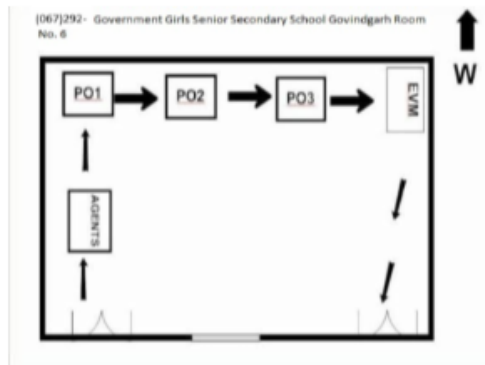 (067)292- Government Girls Senior Secondary School Govindgarh Room
No. 6
W
PO1
PO2
PO3
EVM
AGENTS